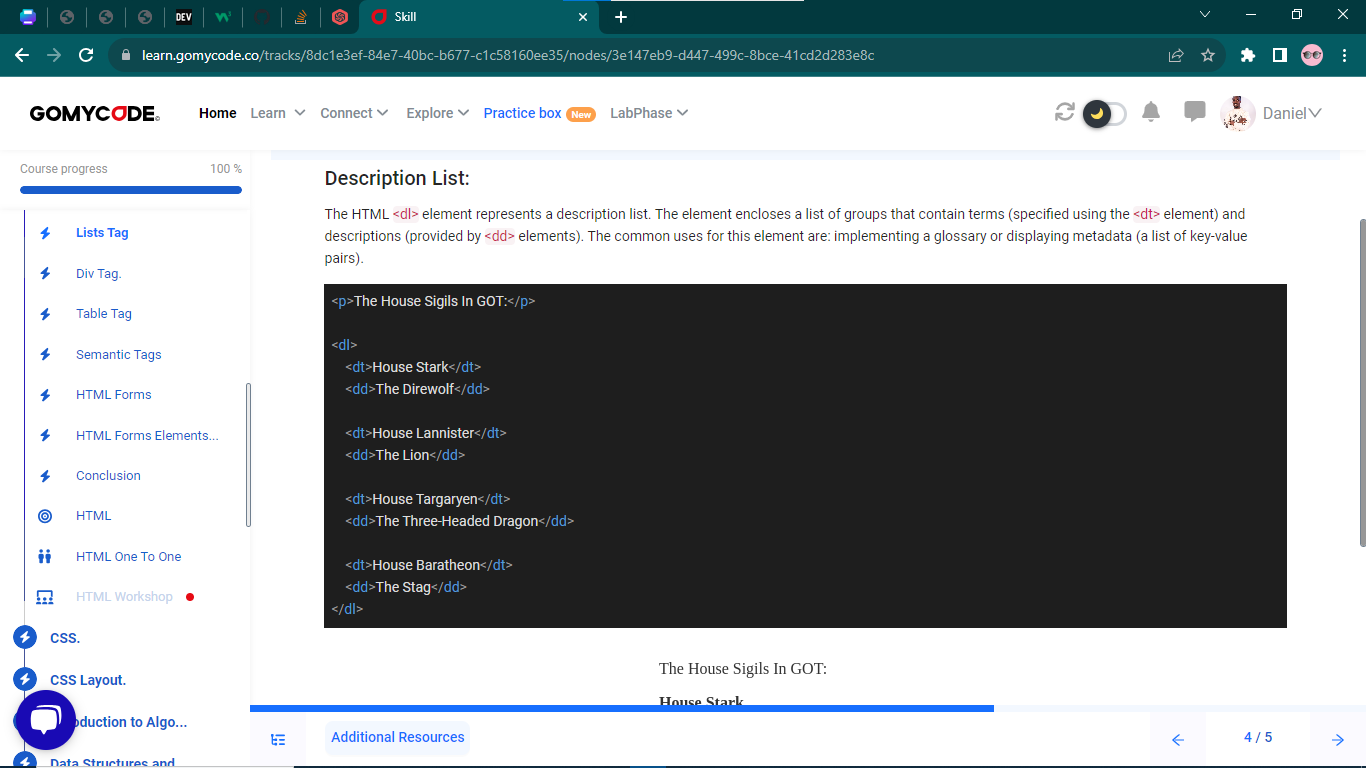 DEV
Skill
learn.gomycode.co/tracks/8dc1e3ef-84e7-40bc-b677-c1c58160ee35/nodes/3e147eb9-d447-499c-8bce-41cd2d283e8c
GOMYCODE
Home Learn Connect Explore Practice box New LabPhase
Daniel
Course progress 100 %
Lists Tag
Div Tag.
Table Tag
Semantic Tags
HTML Forms
HTML Forms Elements...
Conclusion
HTML
HTML One To One
HTML Workshop
CSS.
CSS Layout.
oduction to Algo...
Data Structures and
Description List:
The HTML <dl> element represents a description list. The element encloses a list of groups that contain terms (specified using the <dt> element) and
descriptions (provided by <dd> elements). The common uses for this element are: implementing a glossary or displaying metadata (a list of key-value
pairs).
<p>The House Sigils In GOT:</p>
<dl>
<dt>House Stark</dt>
<dd>The Direwolf</dd>
<dt>House Lannister</dt>
<dd>The Lion</dd>
<dt>House Targaryen</dt>
<dd>The Three-Headed Dragon</dd>
<dt>House Baratheon</dt>
<dd>The Stag</dd>
</dl>
The House Sigils In GOT:
House Stark
Additional Resources
4 / 5